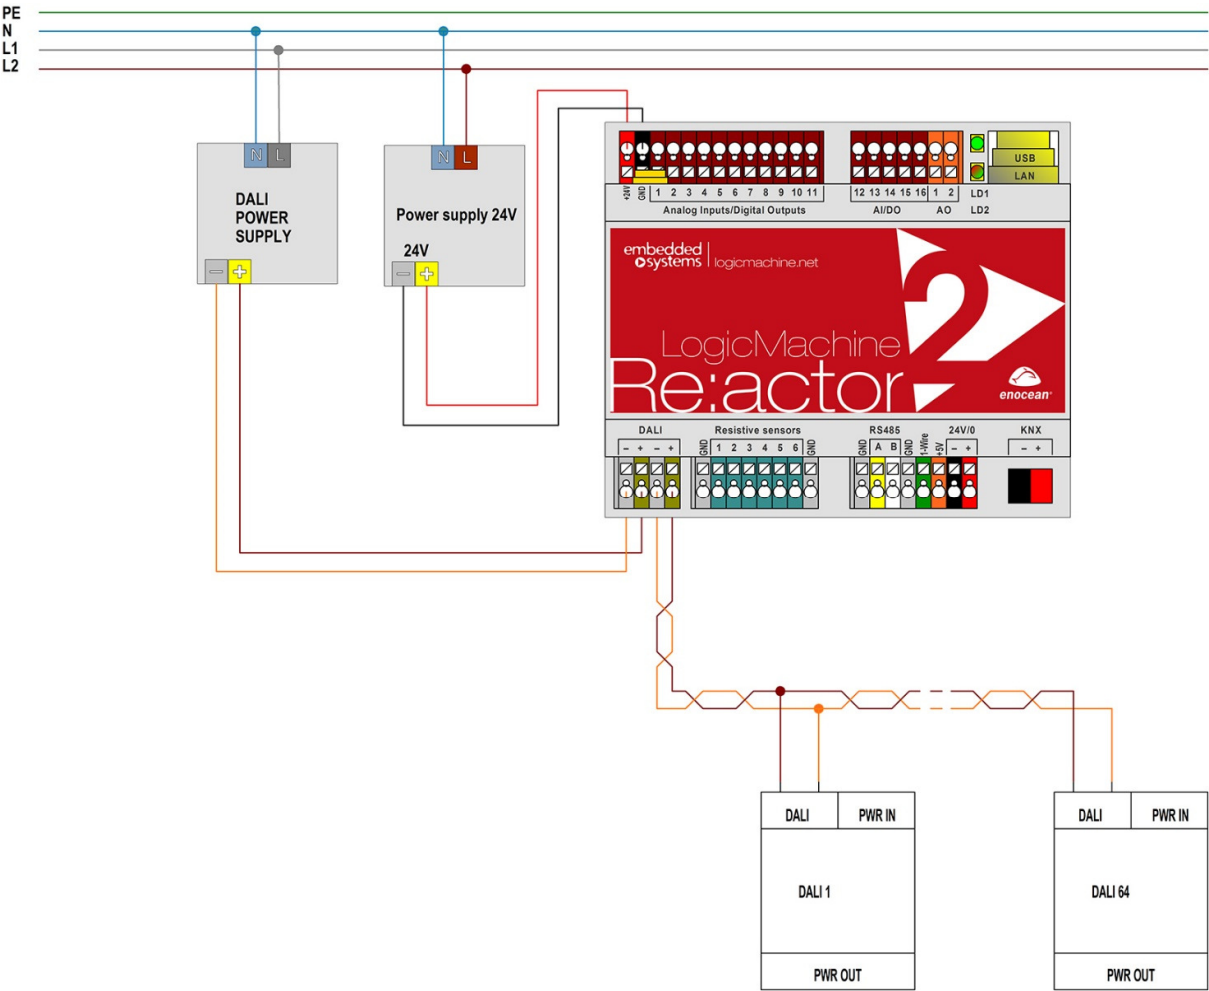 PE
N
L1
L2
N L
DALI
POWER
SUPPLY
− +
N L
Power supply 24V
24V
− +
USB
LAN
+24V GND 1 2 3 4 5 6 7 8 9 10 11
12 13 14 15 16 1 2
LD1
Analog Inputs/Digital Outputs
AI/DO
AO
LD2
embedded
systems
logicmachine.net
2
LogicMachine
Re:actor
enocean®
DALI
− + − +
Resistive sensors
GND 1 2 3 4 5 6 GND
RS485
GND A B GND 1-Wire +5V
24V/0
− +
KNX
− +
DALI
PWR IN
DALI 1
PWR OUT
DALI
PWR IN
DALI 64
PWR OUT